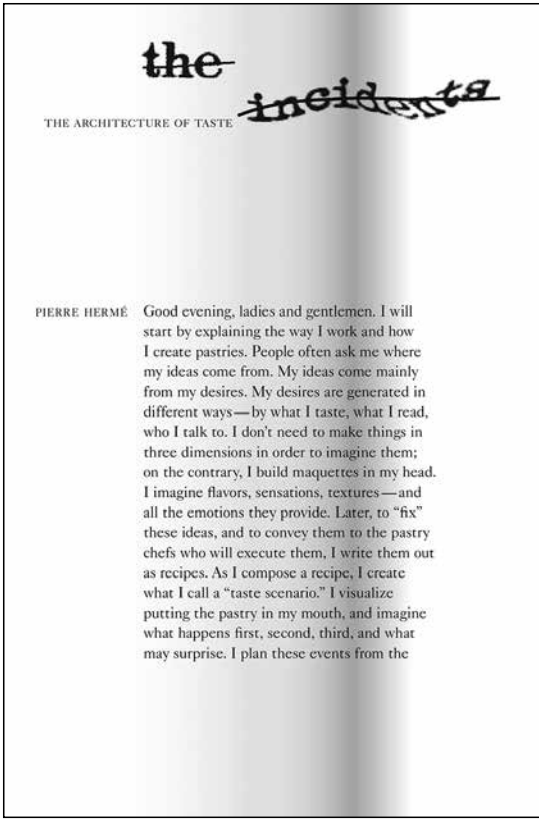 the
incidents
THE ARCHITECTURE OF TASTE
PIERRE HERMÉ Good evening, ladies and gentlemen. I will
start by explaining the way I work and how
I create pastries. People often ask me where
my ideas come from. My ideas come mainly
from my desires. My desires are generated in
different ways—by what I taste, what I read,
who I talk to. I don't need to make things in
three dimensions in order to imagine them;
on the contrary, I build maquettes in my head.
I imagine flavors, sensations, textures—and
all the emotions they provide. Later, to “fix”
these ideas, and to convey them to the pastry
chefs who will execute them, I write them out
as recipes. As I compose a recipe, I create
what I call a “taste scenario.” I visualize
putting the pastry in my mouth, and imagine
what happens first, second, third, and what
may surprise. I plan these events from the